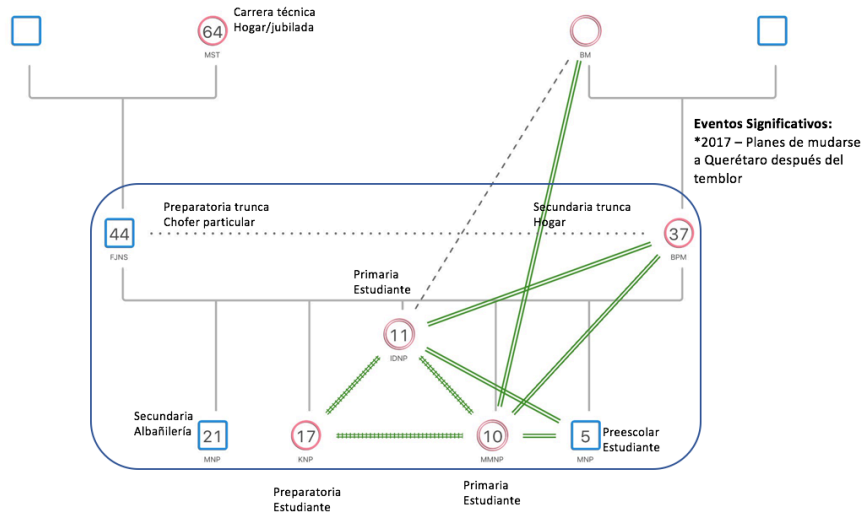 Carrera técnica
Hogar/jubilada
64
MST
BM
Eventos Significativos:
*2017 – Planes de mudarse
a Querétaro después del
temblor
Preparatoria trunca
Chofer particular
Secundaria trunca
Hogar
44
FJNS
37
BPM
Primaria
Estudiante
11
IDNP
Secundaria
Albañilería
21
MNP
17
KNP
10
MMNP
5
MNP
Preescolar
Estudiante
Preparatoria
Estudiante
Primaria
Estudiante